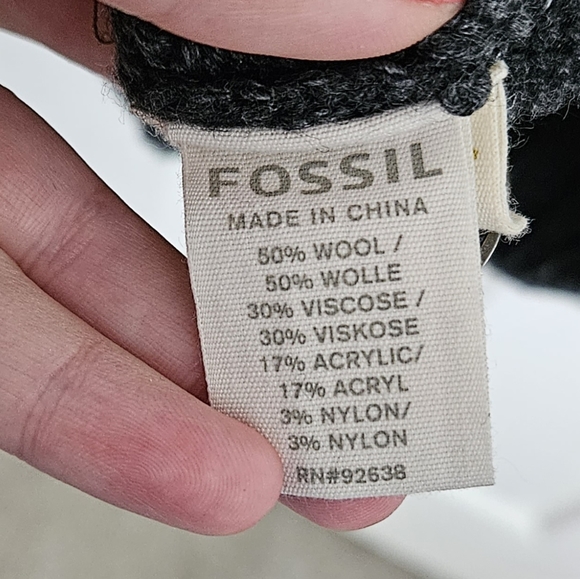 FOSSIL
MADE IN CHINA
50% WOOL /
50% WOLLE
30% VISCOSE /
30% VISKOSE
17% ACRYLIC/
17% ACRYL
3% NYLON/
3% NYLON
RN#92638